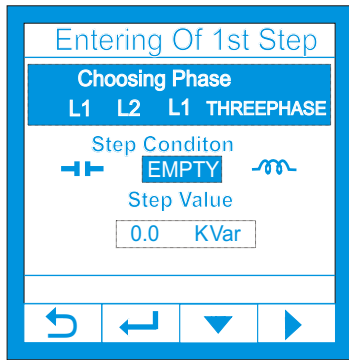 Entering Of 1st Step
Choosing Phase
L1 L2 L1 THREEPHASE
Step Conditon
EMPTY
Step Value
0.0 KVar